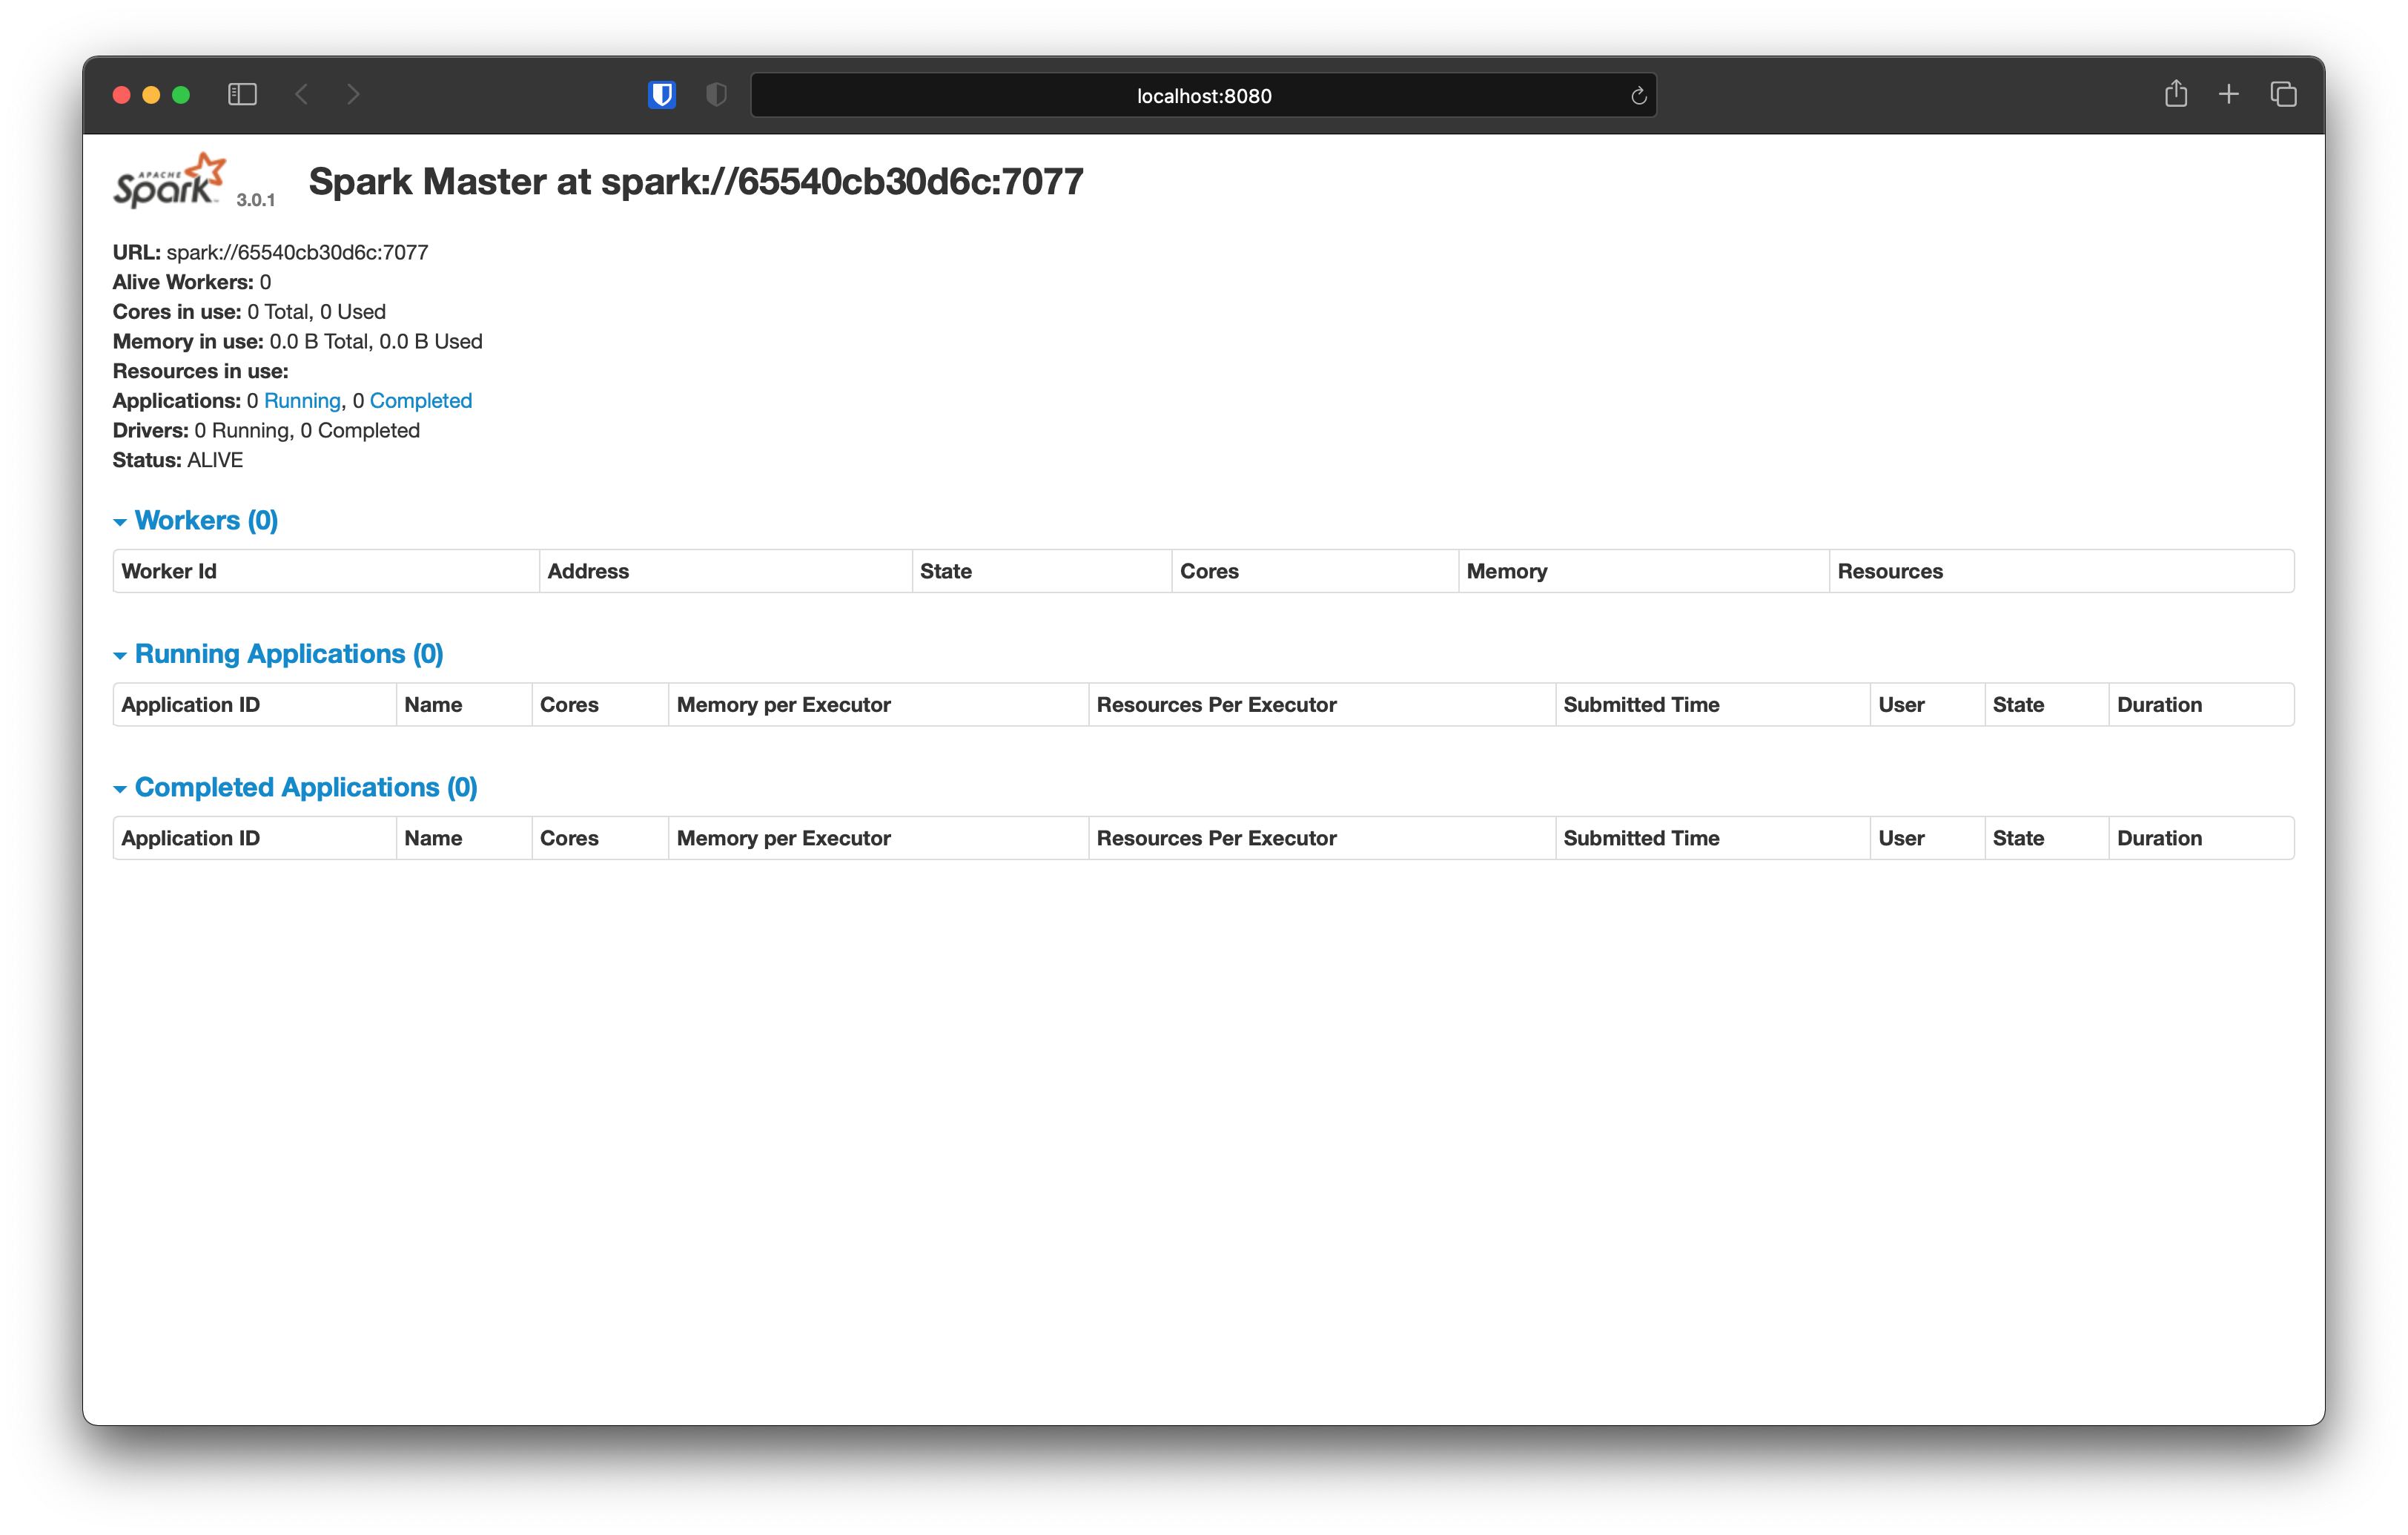 localhost:8080
APACHE
Spark™ 3.0.1 Spark Master at spark://65540cb30d6c:7077
URL: spark://65540cb30d6c:7077
Alive Workers: 0
Cores in use: 0 Total, 0 Used
Memory in use: 0.0 B Total, 0.0 B Used
Resources in use:
Applications: 0 Running, 0 Completed
Drivers: 0 Running, 0 Completed
Status: ALIVE
Workers (0)
Worker Id Address State Cores Memory Resources
Running Applications (0)
Application ID Name Cores Memory per Executor Resources Per Executor Submitted Time User State Duration
Completed Applications (0)
Application ID Name Cores Memory per Executor Resources Per Executor Submitted Time User State Duration